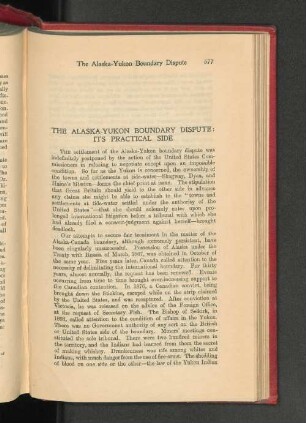 The Alaska-Yukon Boundary Dispute 677
THE ALASKA-YUKON BOUNDARY DISPUTE:
ITS PRACTICAL SIDE
THE settlement of the Alaska-Yukon boundary dispute was
indefinitely postponed by the action of the United States Com-
missioners in refusing to negotiate except upon an impossible
condition. So far as the Yukon is concerned, the ownership of
the towns and settlements at tide-water—Skagway, Dyea, and
Haines's Mission—forms the chief point at issue. The stipulation
that Great Britain should yield to the other side in advance
any claim she might be able to establish to the "towns and
settlements at tide-water settled under the authority of the
United States"—that she should solemnly enter upon pro-
longed international litigation before a tribunal with which she
had already filed a consent-judgment against herself—brought a
deadlock.
Our attempts to secure fair treatment in the matter of the
Alaska-Canada boundary, although extremely persistent, have
been singularly unsuccessful. Possession of Alaska under the
Treaty with Russia of March, 1867, was obtained in October of
the same year. Five years later, Canada called attention to the
necessity of delimitating the international boundary. For thirty
years, almost annually, the request has been renewed. Events
occurring from time to time brought ever-increasing support to
the Canadian contention. In 1876, a Canadian convict, being
brought down the Stickine, escaped while in the strip claimed
by the United States, and was recaptured. After conviction at
Victoria, he was released on the advice of the Foreign Office,
at the request of Secretary Fish. The Bishop of Selkirk, in
1893, called attention to the condition of affairs in the Yukon.
There was no Government authority of any sort on the British
or United States side of the boundary. Miners' meetings con-
stituted the sole tribunal. There were two hundred miners in
the territory, and the Indians had learned from them the secret
of making whiskey. Drunkenness was rife among whites and
Indians, with much danger from the use of fire-arms. The shedding
of blood on one side or the other—the law of the Yukon Indian